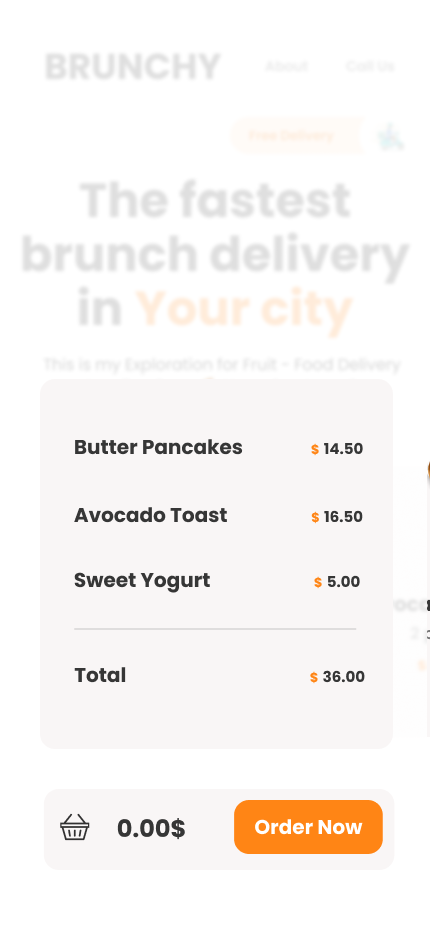 BRUNCHY About Call Us
Free Delivery
The fastest
brunch delivery
in Your city
This is my Exploration for Fruit - Food Delivery
Butter Pancakes $ 14.50
Avocado Toast $ 16.50
Sweet Yogurt $ 5.00
Total $ 36.00
0.00$ Order Now